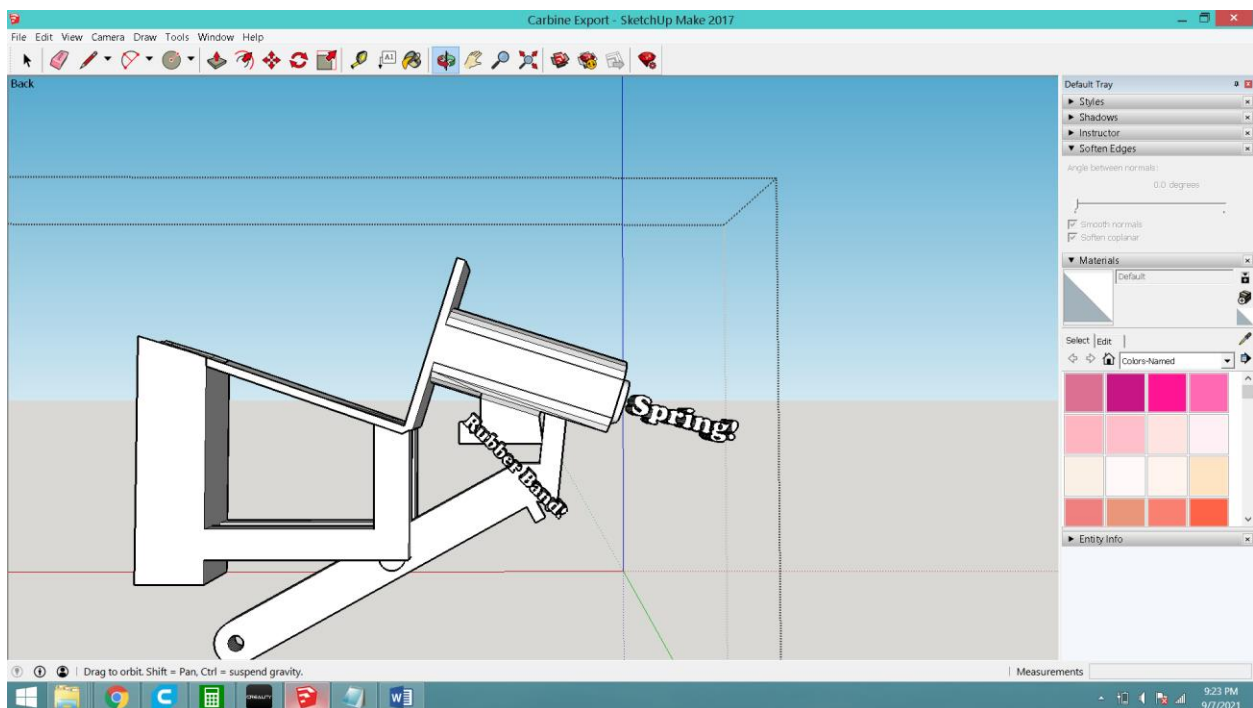 Carbine Export - SketchUp Make 2017
File Edit View Camera Draw Tools Window Help
A1
Back
Default Tray
Styles
Shadows
Instructor
Soften Edges
Angle between normals:
0.0 degrees
Smooth normals
Soften coplanar
Materials
Default
Select Edit
Colors-Named
Entity Info
Spring!
Rubber Band!
Drag to orbit. Shift = Pan, Ctrl = suspend gravity.
Measurements
CREALITY
9:23 PM
9/7/2021